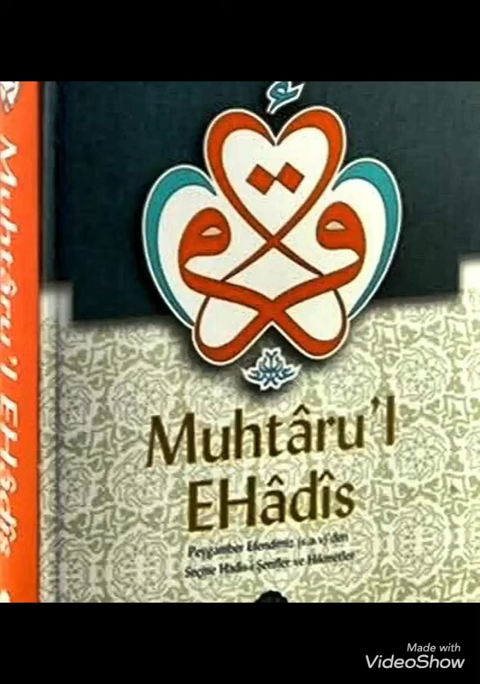 Muhtâru'l EHâdîs
Muhtâru'l
EHâdîs
Peygamber Efendimiz (s.a.v)'den
Seçme Hadis-i Şerifler ve Hikmetler
Made with
VideoShow